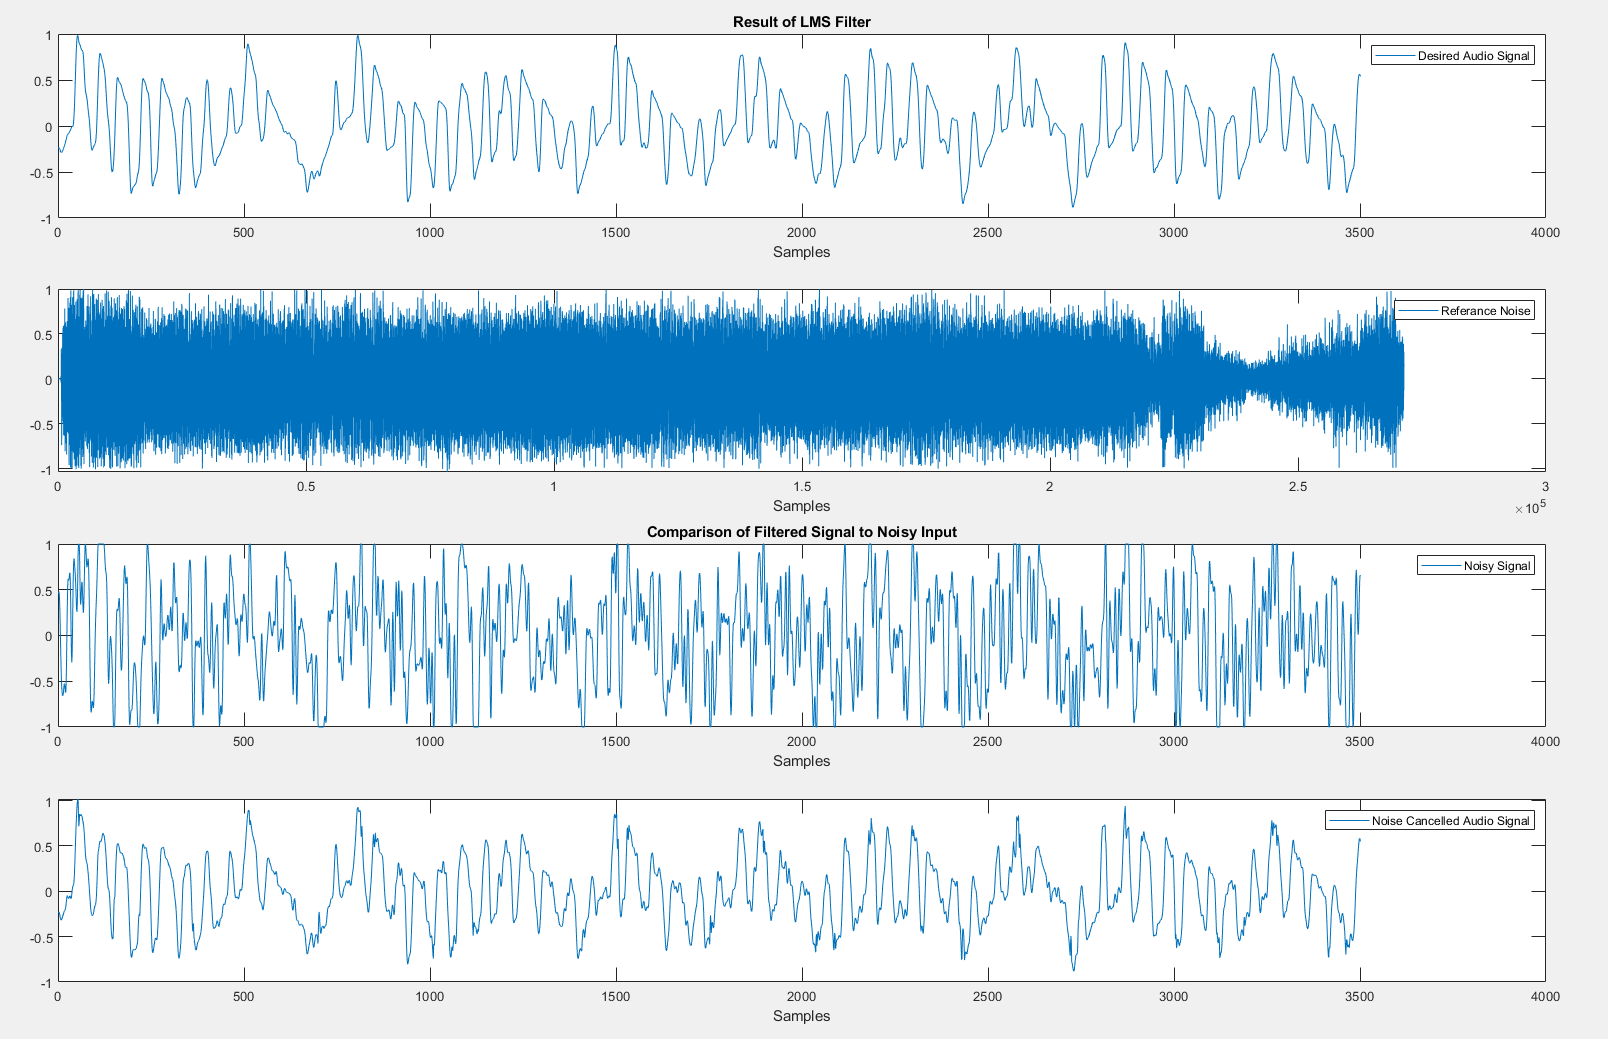 Result of LMS Filter
1
0.5
0
-0.5
-1
Desired Audio Signal
0 500 1000 1500 2000 2500 3000 3500 4000
Samples
1
0.5
0
-0.5
-1
Referance Noise
0 0.5 1 1.5 2 2.5 3
Samples
×10^5
Comparison of Filtered Signal to Noisy Input
1
0.5
0
-0.5
-1
Noisy Signal
0 500 1000 1500 2000 2500 3000 3500 4000
Samples
1
0.5
0
-0.5
-1
Noise Cancelled Audio Signal
0 500 1000 1500 2000 2500 3000 3500 4000
Samples